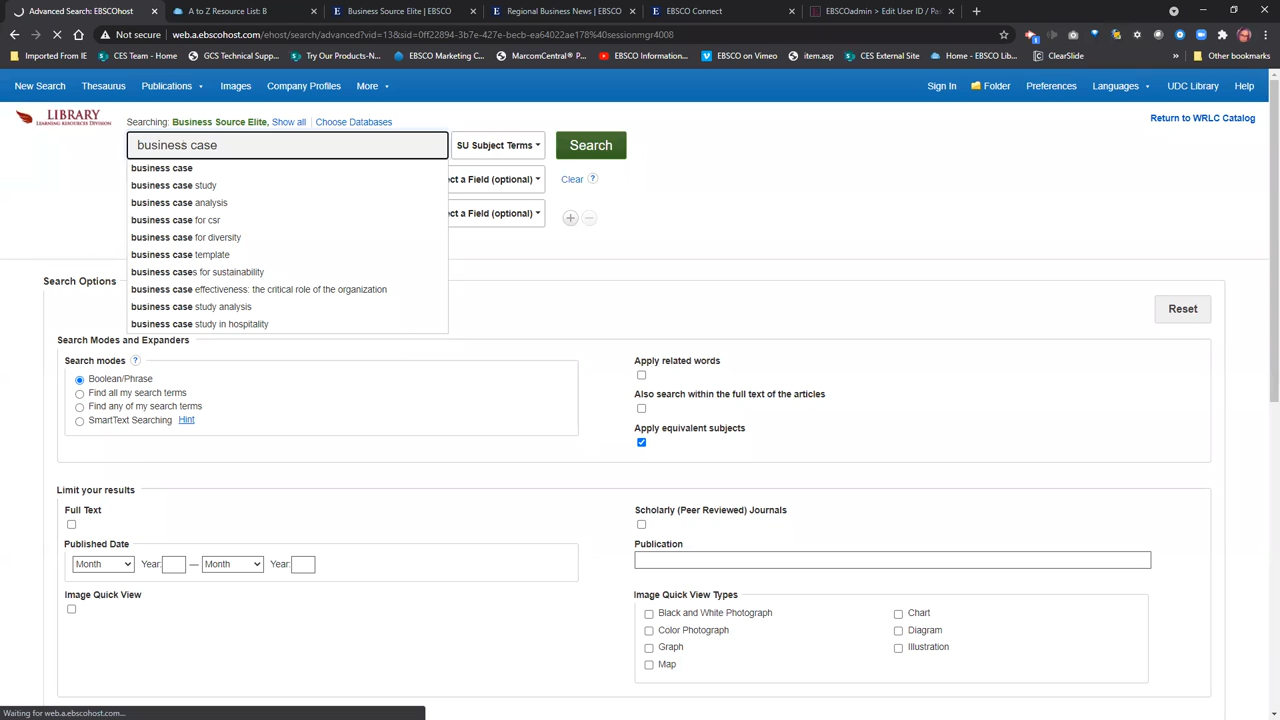 Advanced Search: EBSCOhost
A to Z Resource List: B
Business Source Elite | EBSCO
Regional Business News | EBSCO
EBSCO Connect
EBSCOadmin > Edit User ID / Pas
Not secure | web.a.ebscohost.com/ehost/search/advanced?vid=13&sid=0ff22894-3b7e-427e-becb-ea64022ae178%40sessionmgr4008
Imported From IE
CES Team - Home
GCS Technical Supp...
Try Our Products-N...
EBSCO Marketing,...
MarcomCentral® P...
EBSCO Information...
EBSCO on Vimeo
item.asp
CES External Site
Home - EBSCO Lib...
ClearSlide
»
Other bookmarks
New Search Thesaurus Publications Images Company Profiles More
Sign In Folder Preferences Languages UDC Library Help
LIBRARY
LEARNING RESOURCES DIVISION
Searching: Business Source Elite, Show all | Choose Databases
Return to WRLC Catalog
business case
SU Subject Terms
Search
business case
business case study
ct a Field (optional)
Clear ?
business case analysis
business case for csr
ct a Field (optional)
business case for diversity
business case template
business cases for sustainability
business case effectiveness: the critical role of the organization
business case study analysis
business case study in hospitality
Search Options
Reset
Search Modes and Expanders
Search modes ?
Boolean/Phrase
Find all my search terms
Find any of my search terms
SmartText Searching Hint
Apply related words
Also search within the full text of the articles
Apply equivalent subjects
Limit your results
Full Text
Scholarly (Peer Reviewed) Journals
Published Date
Month Year: — Month Year:
Publication
Image Quick View
Image Quick View Types
Black and White Photograph
Chart
Color Photograph
Diagram
Graph
Illustration
Map
Waiting for web.a.ebscohost.com...